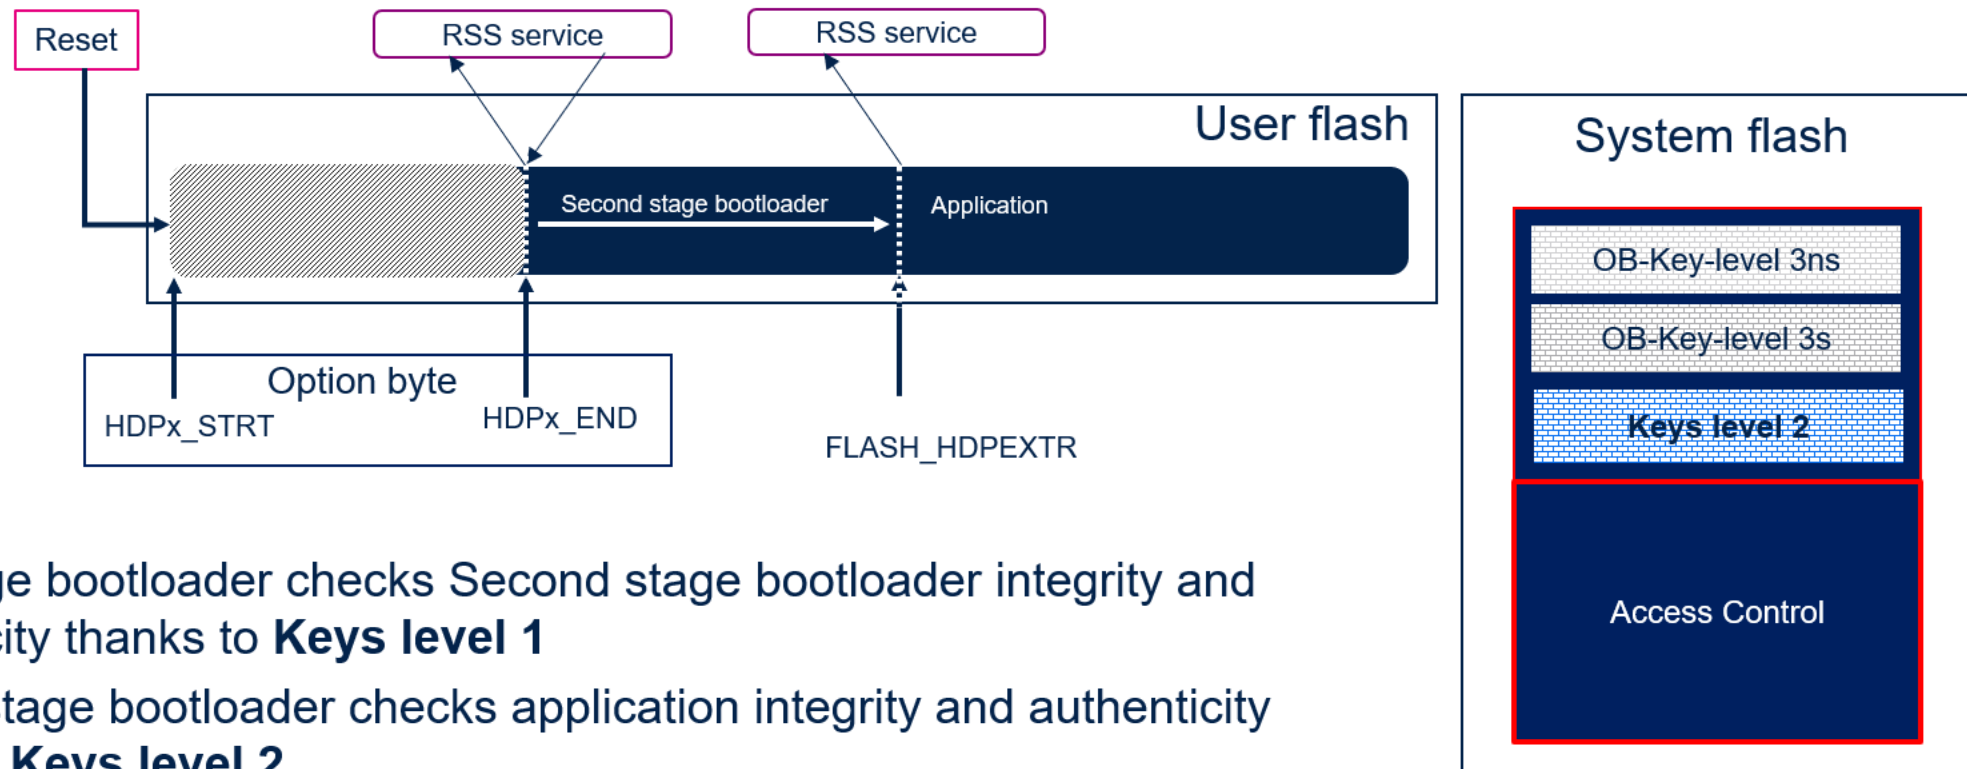 Reset
RSS service
RSS service
User flash
Second stage bootloader
Application
Option byte
HDPx_STRT
HDPx_END
FLASH_HDPEXTR
System flash
OB-Key-level 3ns
OB-Key-level 3s
Keys level 2
Access Control
ge bootloader checks Second stage bootloader integrity and
city thanks to Keys level 1
stage bootloader checks application integrity and authenticity
Keys level 2